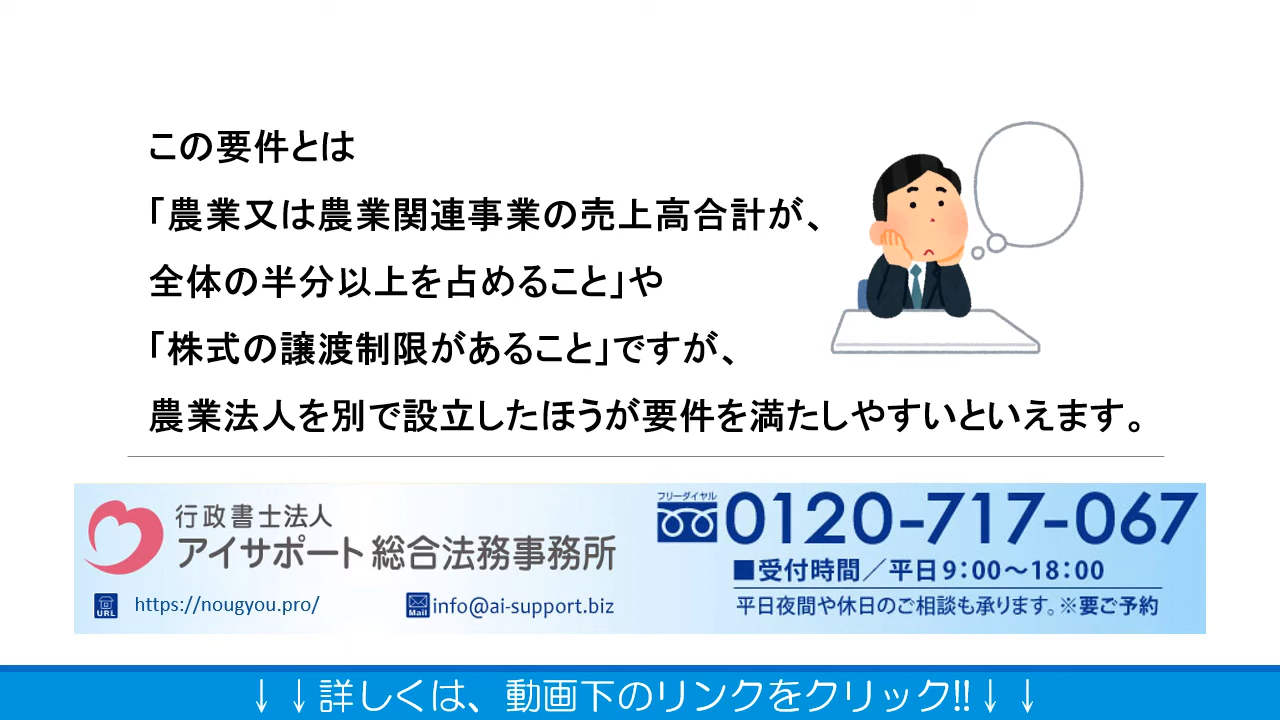 この要件とは
「農業又は農業関連事業の売上高合計が、
全体の半分以上を占めること」や
「株式の譲渡制限があること」ですが、
農業法人を別で設立したほうが要件を満たしやすいといえます。
行政書士法人
アイサポート 総合法務事務所
URL https://nougyou.pro/
Mail info@ai-support.biz
フリーダイヤル
0120-717-067
■受付時間／平日9:00～18:00
平日夜間や休日のご相談も承ります。※要ご予約
↓↓詳しくは、動画下のリンクをクリック!!↓↓